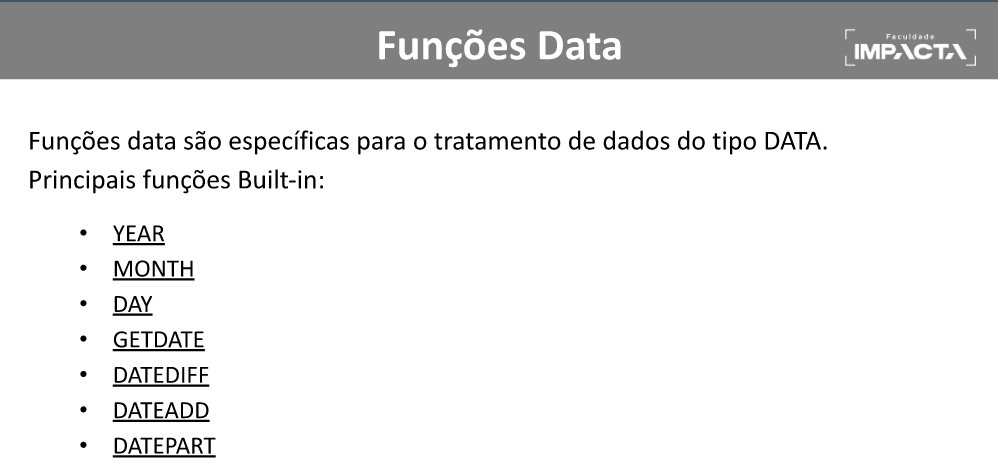 Funções Data
Faculdade
IMPACTA
Funções data são específicas para o tratamento de dados do tipo DATA.
Principais funções Built-in:
• YEAR
• MONTH
• DAY
• GETDATE
• DATEDIFF
• DATEADD
• DATEPART